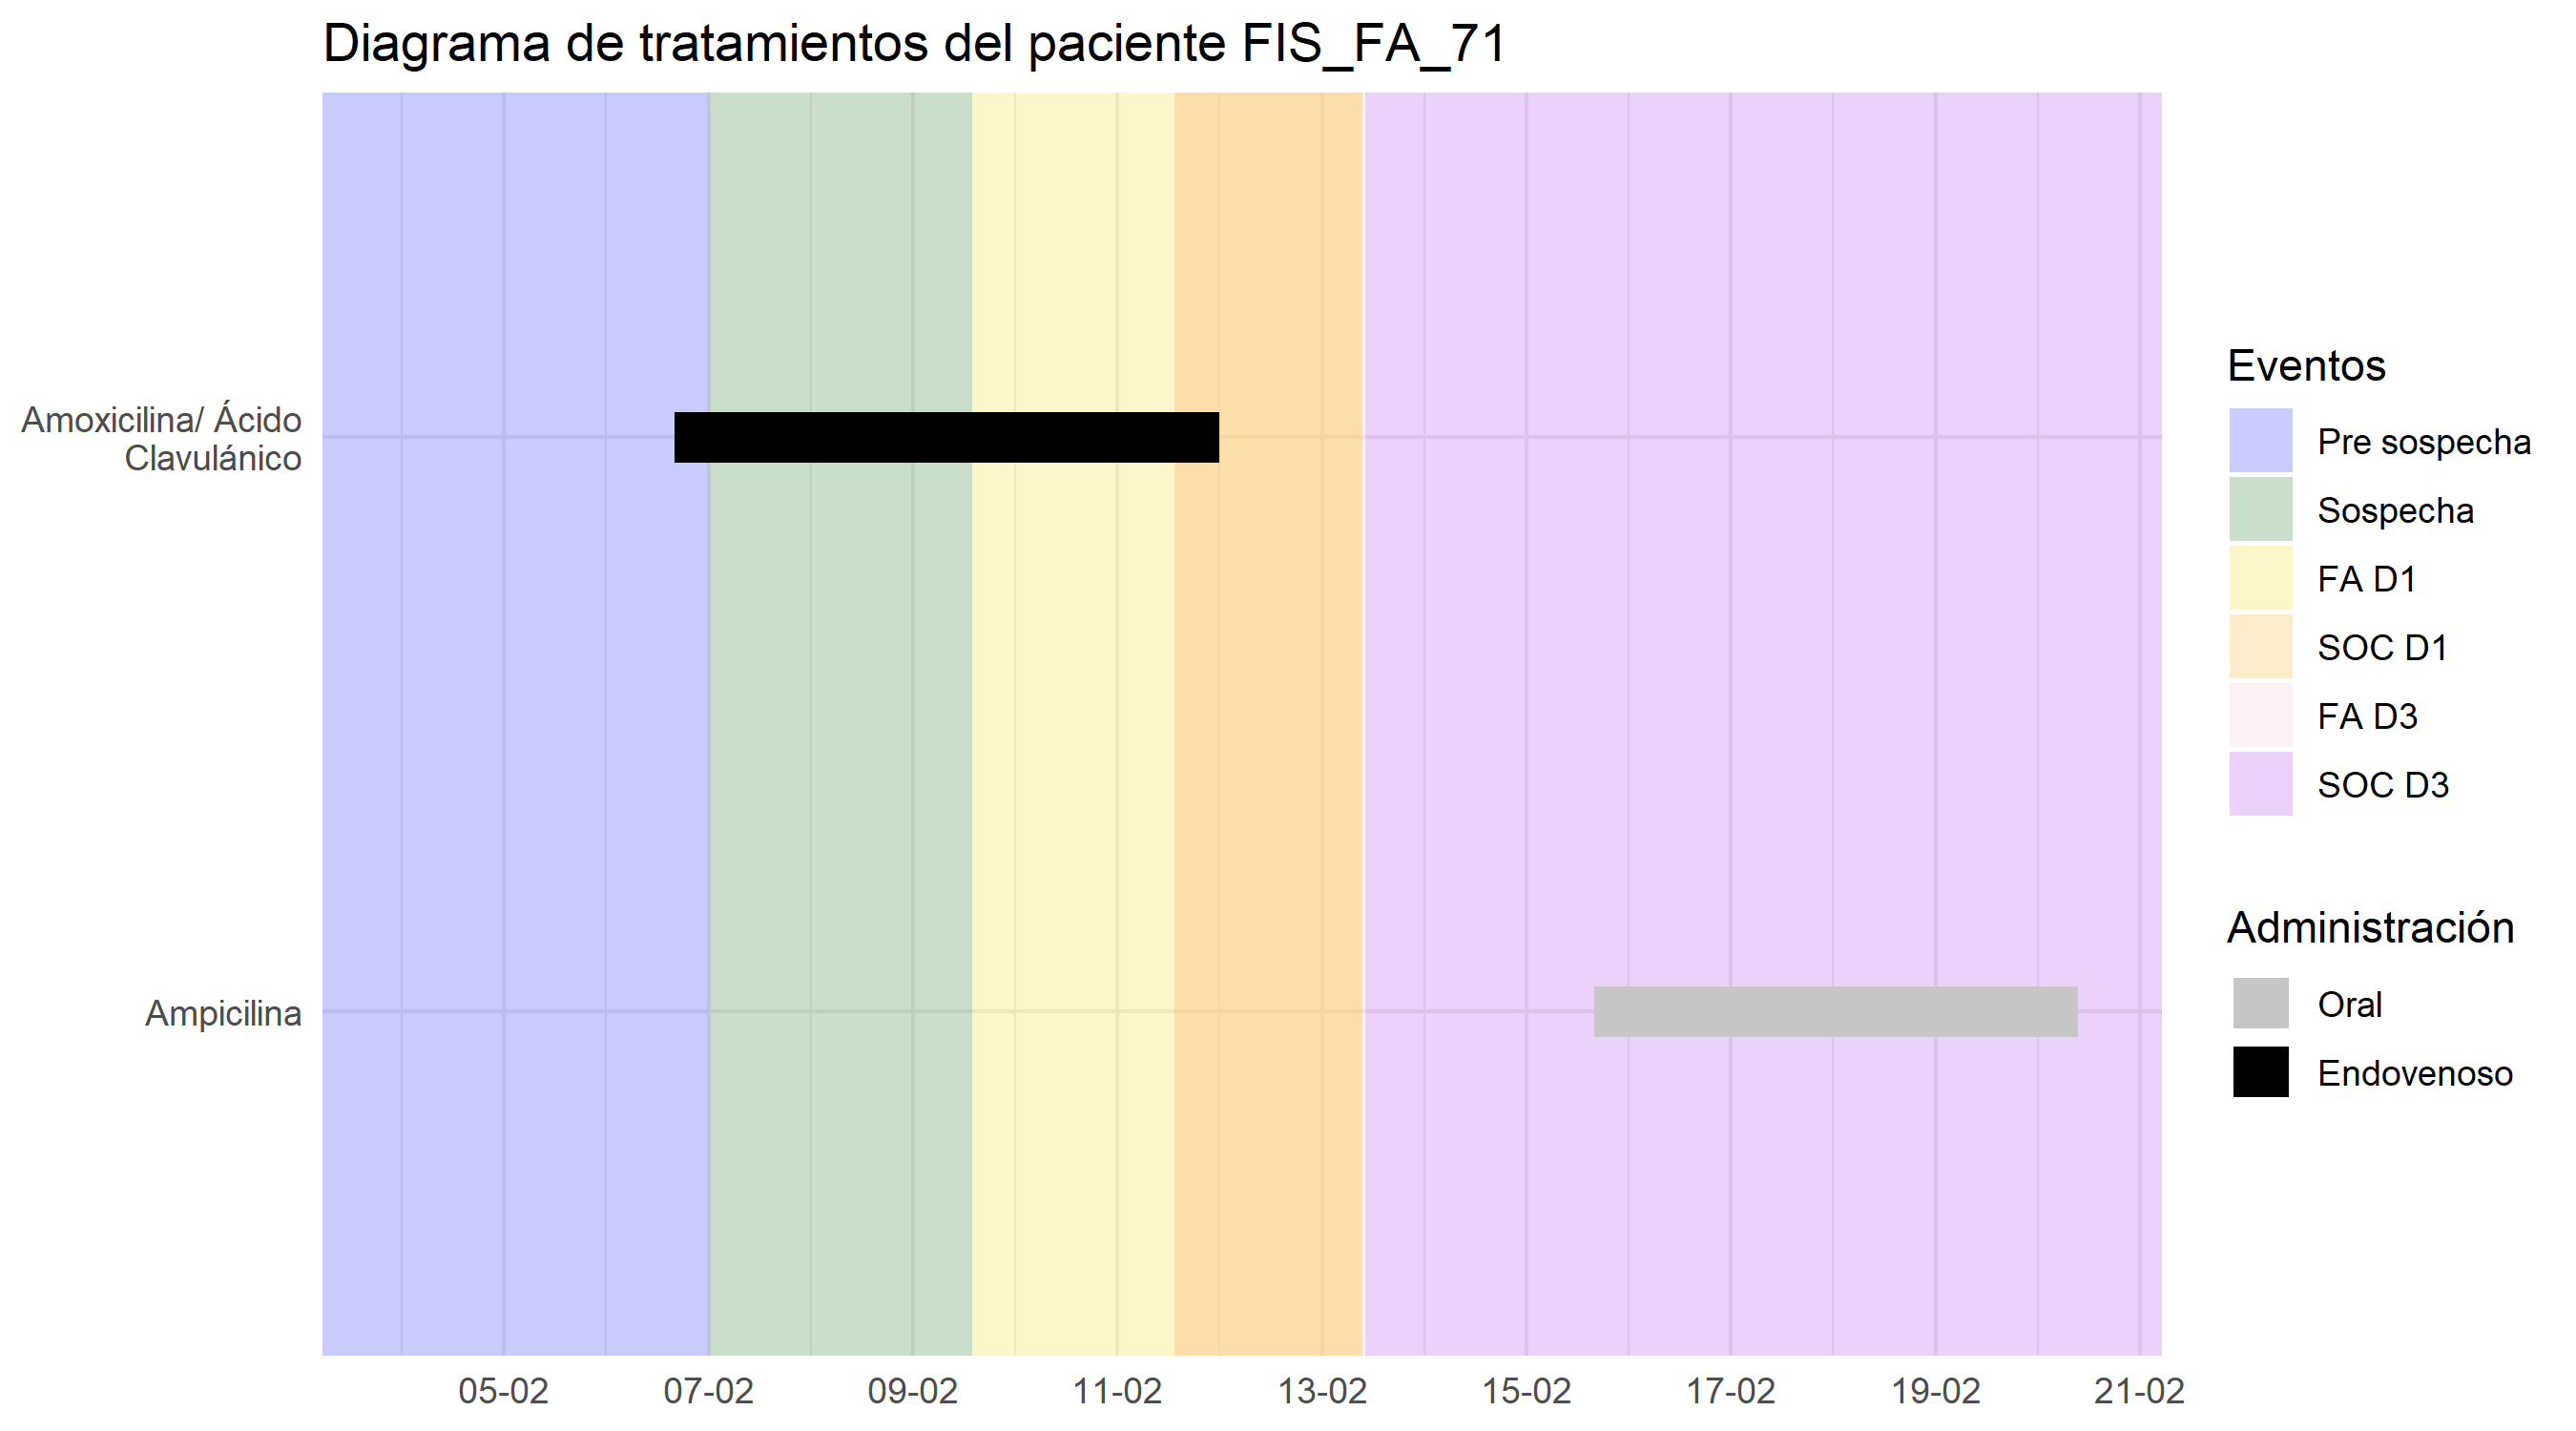 Diagrama de tratamientos del paciente FIS_FA_71
Amoxicilina/ Ácido
Clavulánico
Ampicilina
05-02
07-02
09-02
11-02
13-02
15-02
17-02
19-02
21-02
Eventos
Pre sospecha
Sospecha
FA D1
SOC D1
FA D3
SOC D3
Administración
Oral
Endovenoso